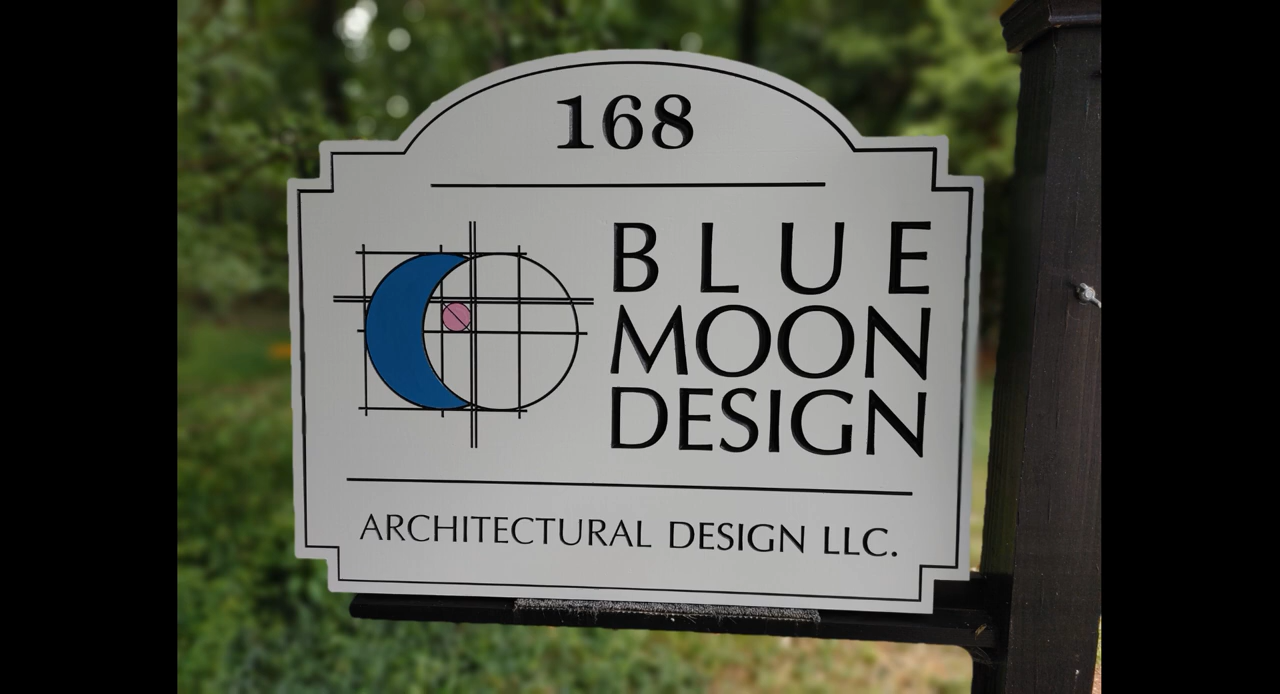 168
BLUE
MOON
DESIGN
ARCHITECTURAL DESIGN LLC.